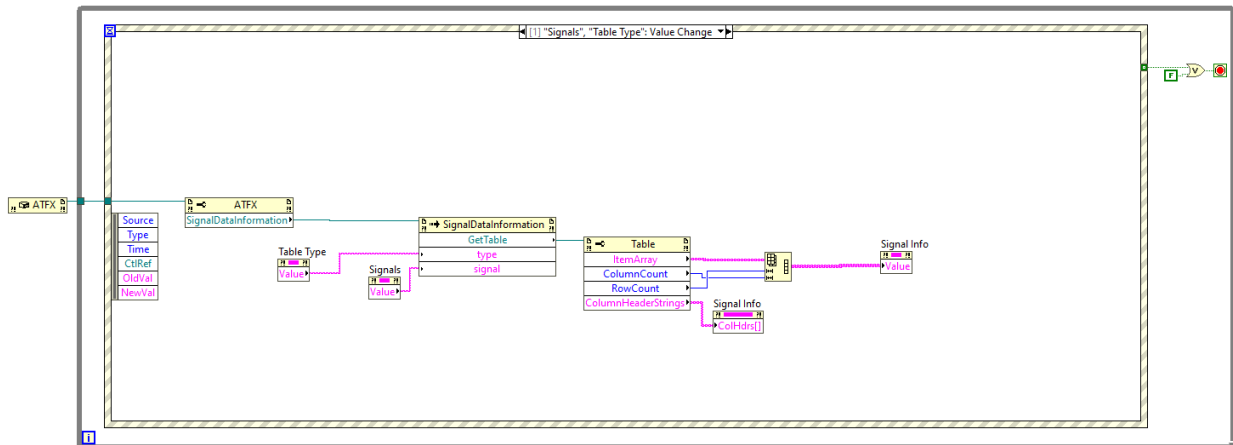 [1] "Signals", "Table Type": Value Change
F
V
ATFX
ATFX
SignalDataInformation
Source
Type
Time
CtlRef
OldVal
NewVal
SignalDataInformation
GetTable
type
signal
Table Type
Value
Signals
Value
Table
ItemArray
ColumnCount
RowCount
ColumnHeaderStrings
Signal Info
Value
Signal Info
ColHdrs[]
i